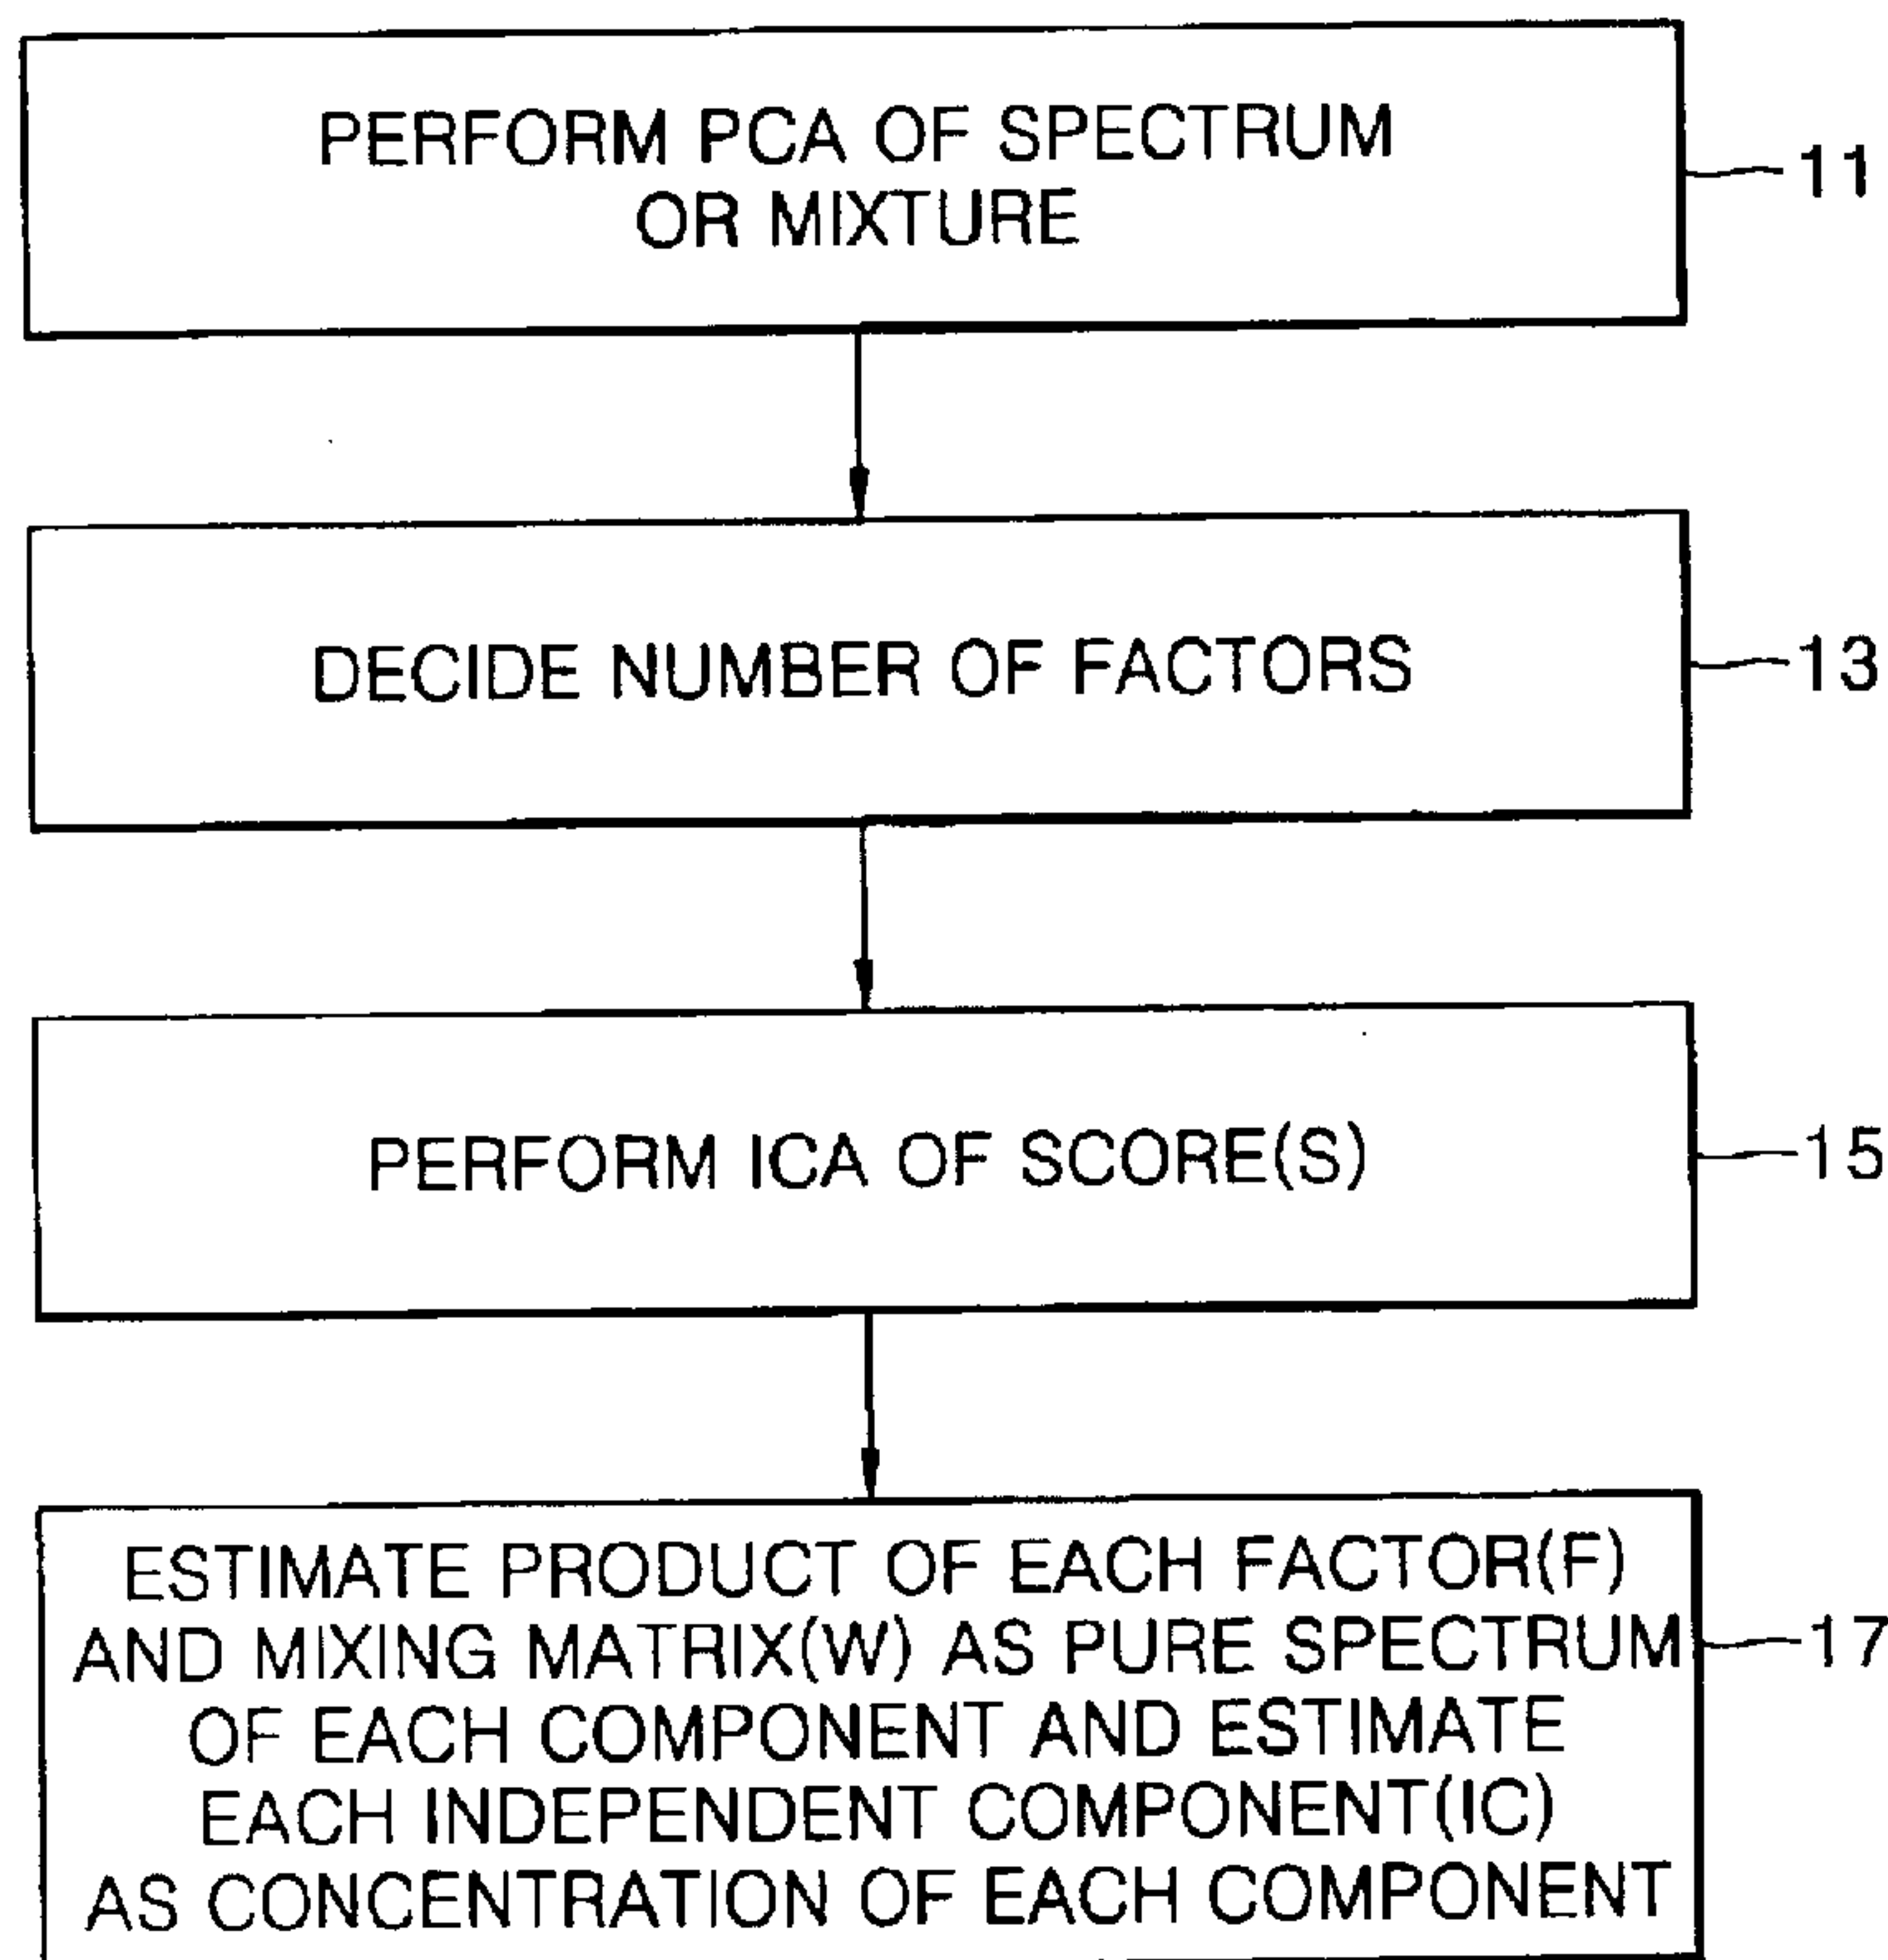 PERFORM PCA OF SPECTRUM
OR MIXTURE
11
DECIDE NUMBER OF FACTORS
13
PERFORM ICA OF SCORE(S)
15
ESTIMATE PRODUCT OF EACH FACTOR(F)
AND MIXING MATRIX(W) AS PURE SPECTRUM
OF EACH COMPONENT AND ESTIMATE
EACH INDEPENDENT COMPONENT(IC)
AS CONCENTRATION OF EACH COMPONENT
17